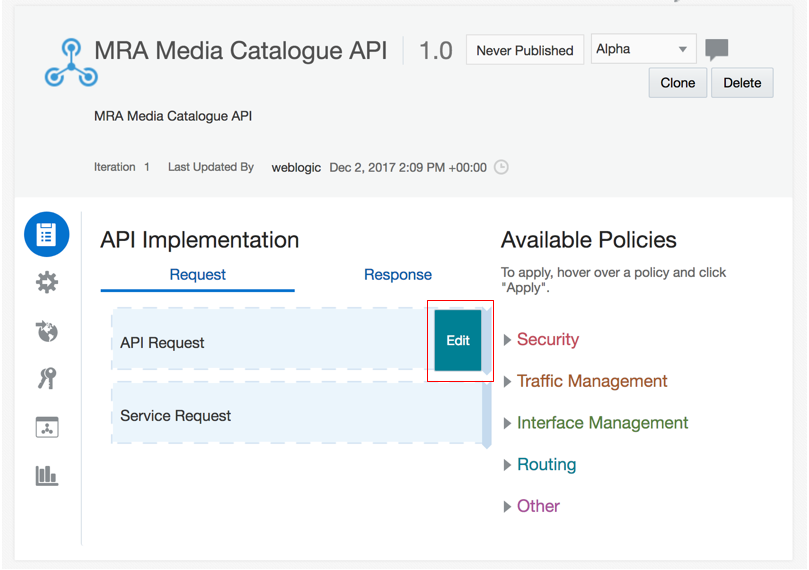 MRA Media Catalogue API 1.0 Never Published Alpha
Clone Delete
MRA Media Catalogue API
Iteration 1 Last Updated By weblogic Dec 2, 2017 2:09 PM +00:00
API Implementation
Request Response
API Request Edit
Service Request
Available Policies
To apply, hover over a policy and click
"Apply".
Security
Traffic Management
Interface Management
Routing
Other